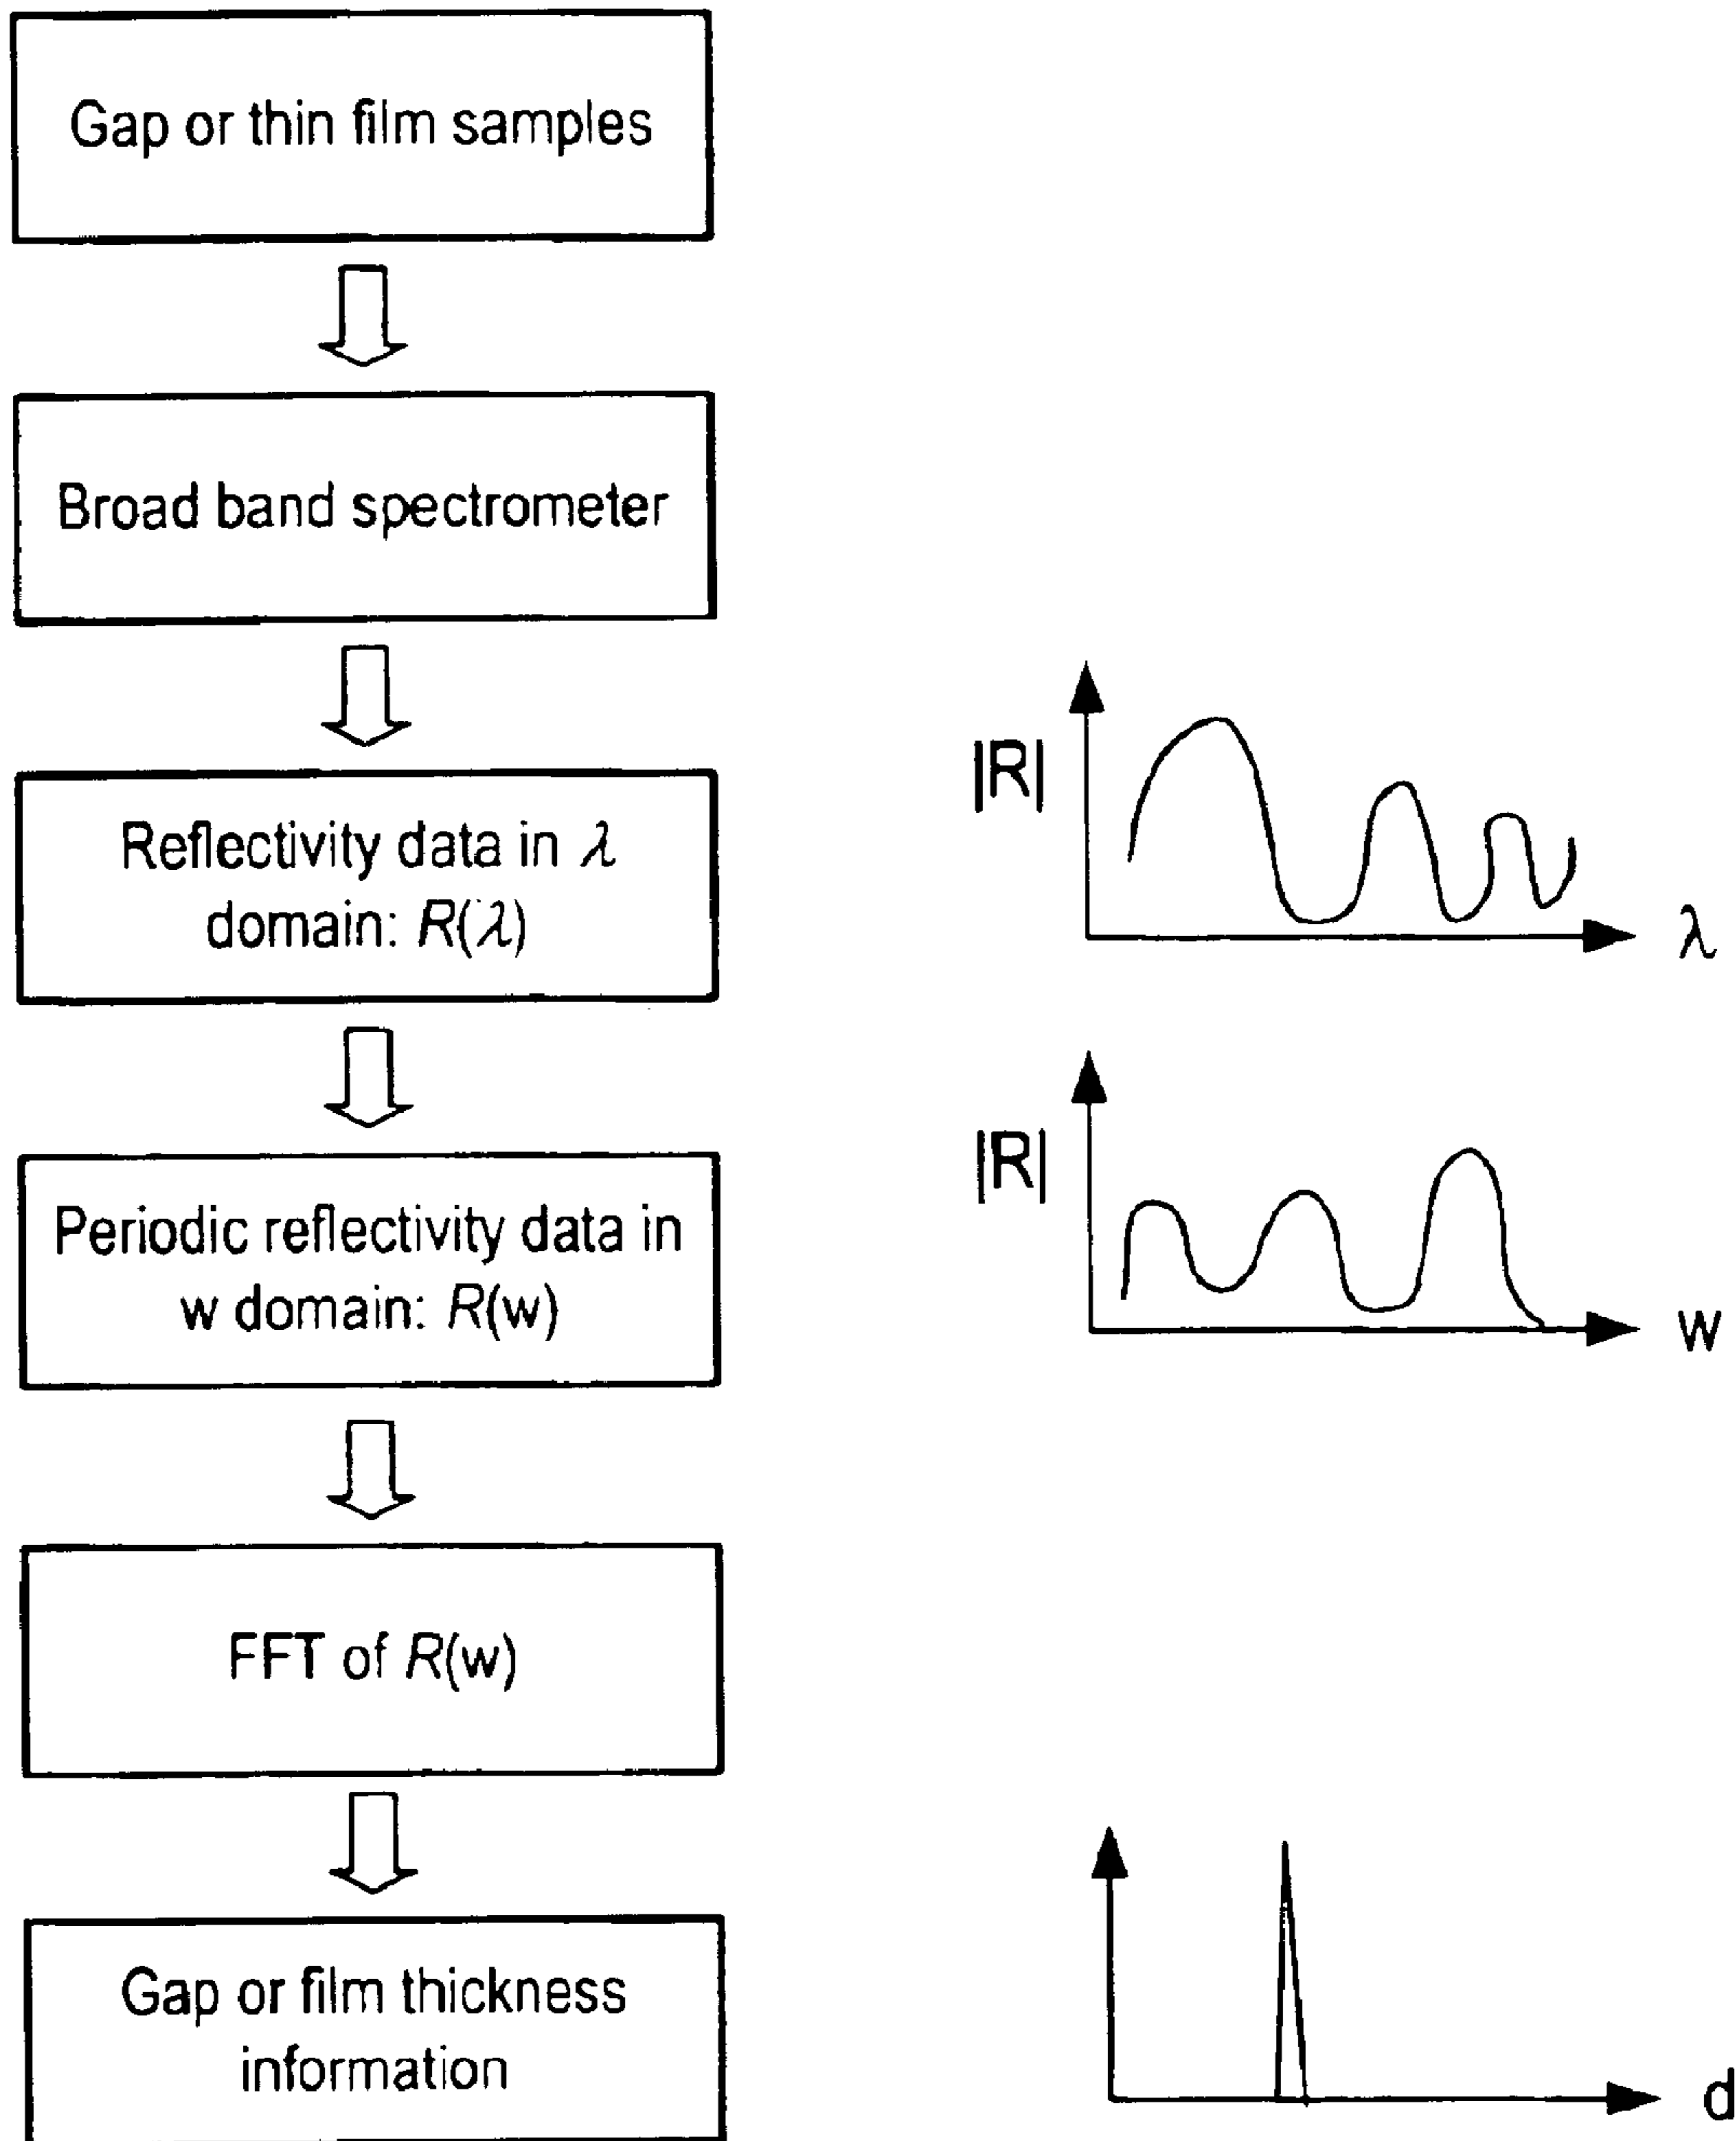 Gap or thin film samples
Broad band spectrometer
Reflectivity data in λ
domain: R(λ)
|R|
λ
Periodic reflectivity data in
w domain: R(w)
|R|
w
FFT of R(w)
Gap or film thickness
information
d